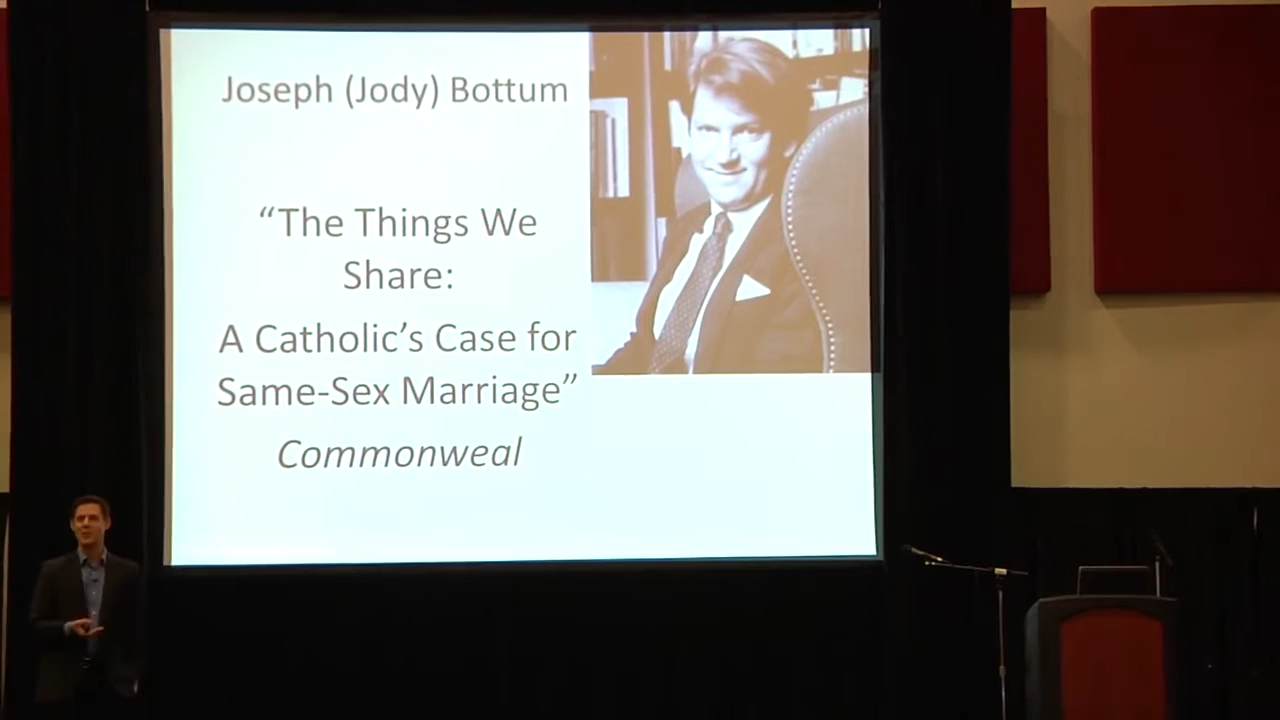 Joseph (Jody) Bottum
“The Things We
Share:
A Catholic’s Case for
Same-Sex Marriage”
Commonweal